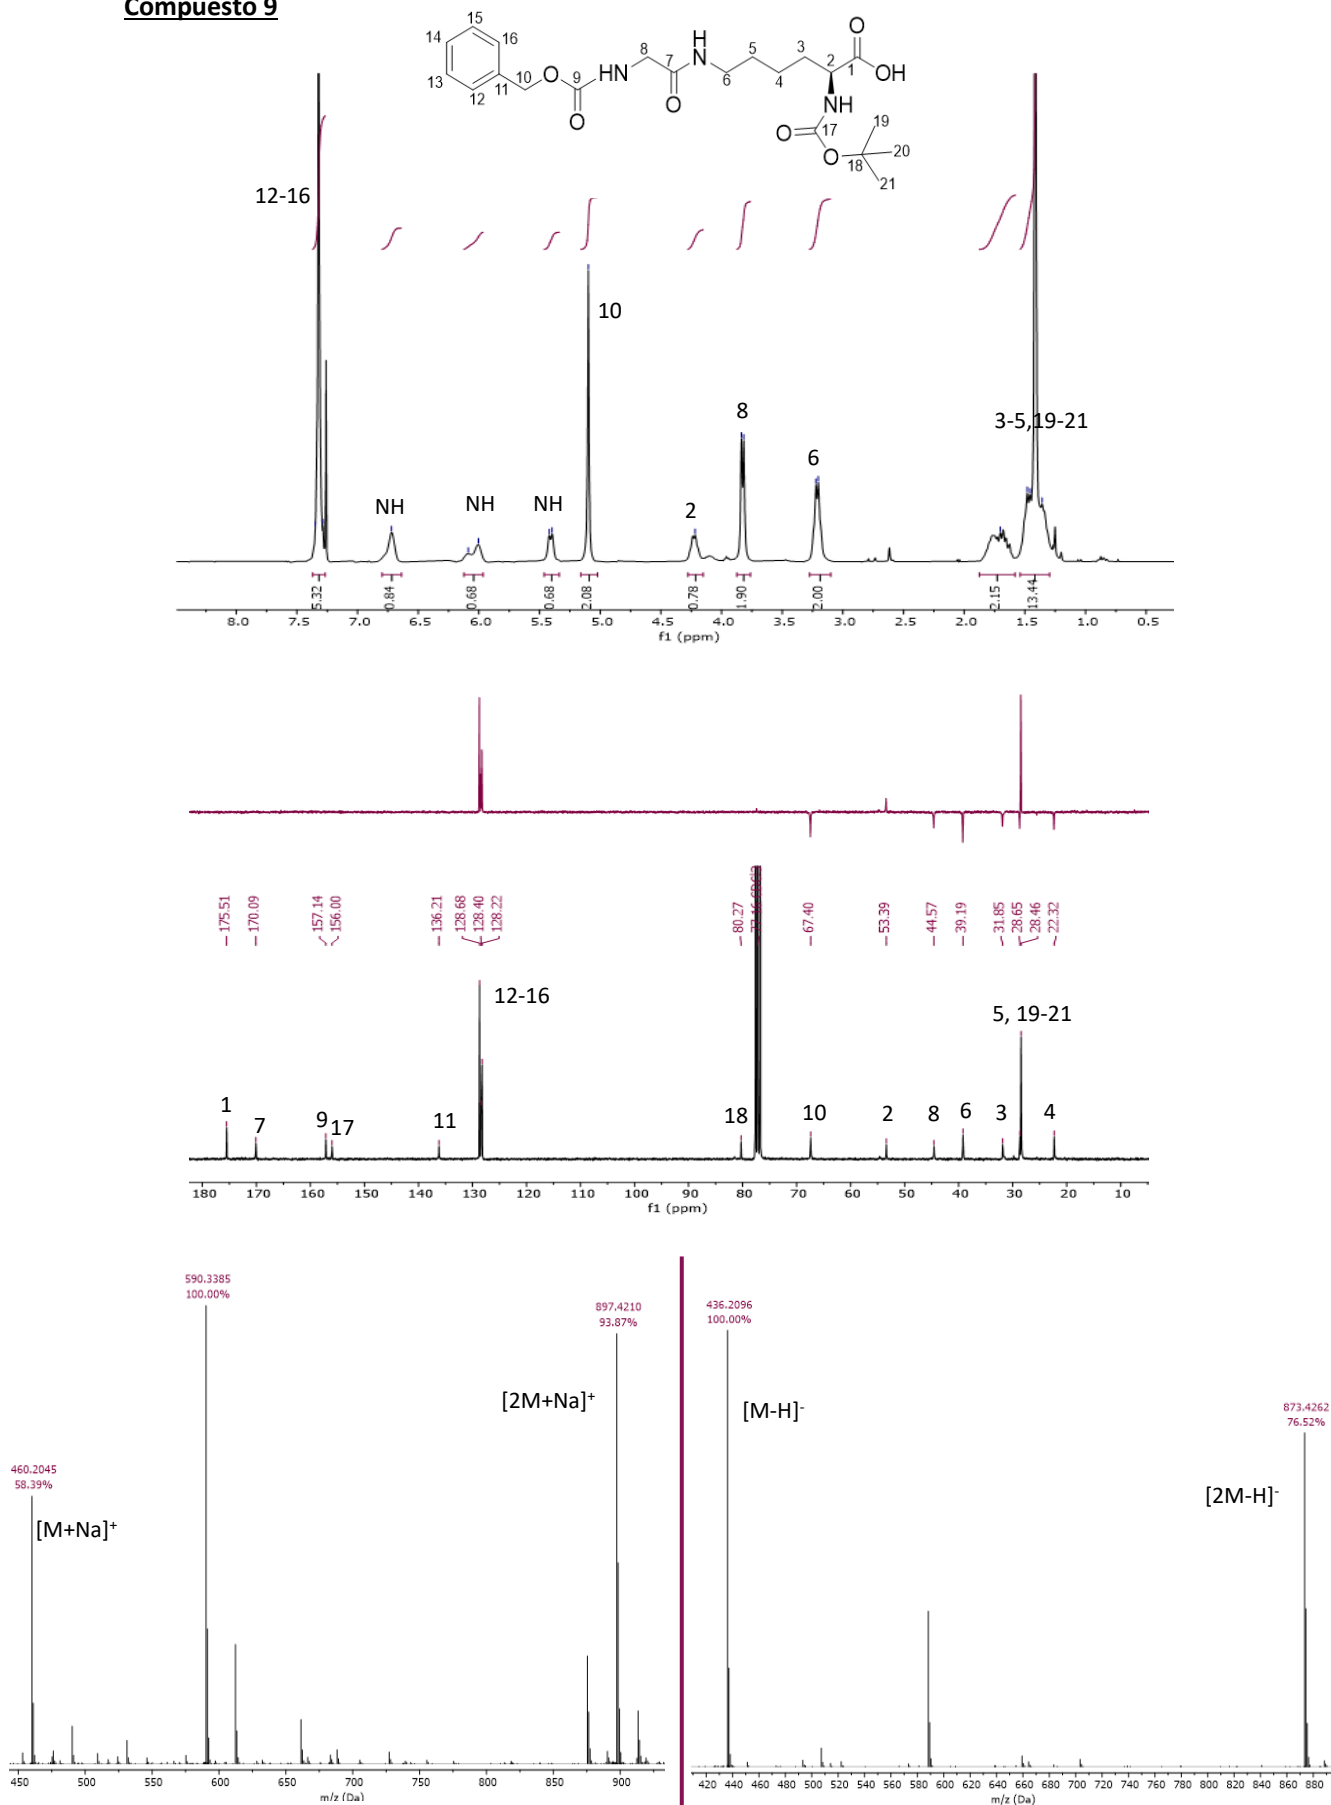 Compuesto 9
15
14
16
13
12
11
10
O
9
O
HN
8
7
O
H
N
6
5
4
3
2
1
O
OH
NH
O
17
O
18
19
20
21
12-16
NH
NH
NH
10
2
8
6
3-5,19-21
5.32
0.84
0.68
0.68
2.08
0.78
1.90
2.00
2.15
13.44
8.0 7.5 7.0 6.5 6.0 5.5 5.0 4.5 4.0 3.5 3.0 2.5 2.0 1.5 1.0 0.5
f1 (ppm)
175.51
170.09
157.14
156.00
136.21
128.68
128.40
128.22
80.27
77.16 CDCl3
67.40
53.39
44.57
39.19
31.85
28.65
28.46
22.32
1
7
9
17
11
12-16
18
10
2
8
6
3
5, 19-21
4
180 170 160 150 140 130 120 110 100 90 80 70 60 50 40 30 20 10
f1 (ppm)
590.3385
100.00%
897.4210
93.87%
[2M+Na]+
460.2045
58.39%
[M+Na]+
450 500 550 600 650 700 750 800 850 900
m/z (Da)
436.2096
100.00%
[M-H]-
873.4262
76.52%
[2M-H]-
420 440 460 480 500 520 540 560 580 600 620 640 660 680 700 720 740 760 780 800 820 840 860 880
m/z (Da)